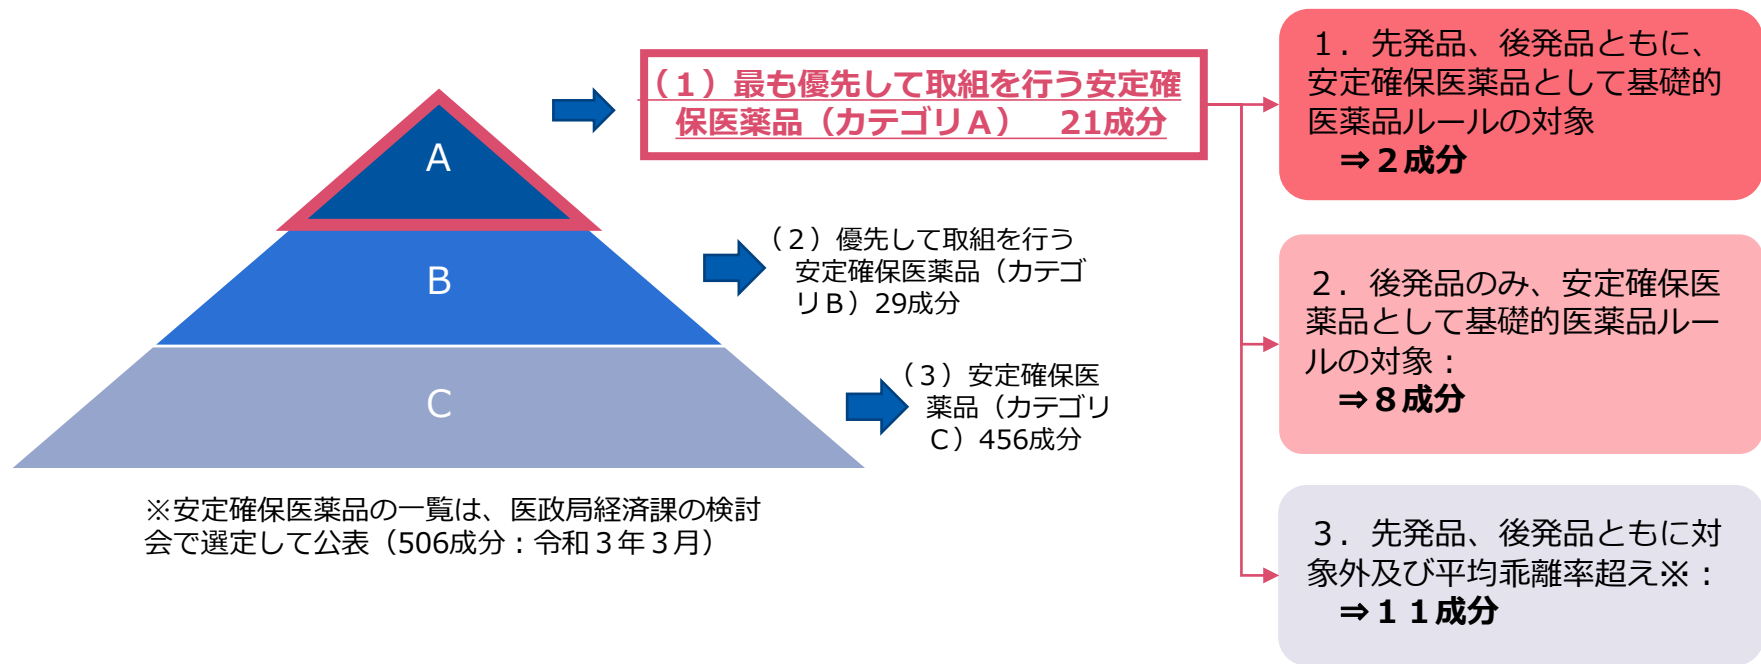 A
B
C
（１）最も優先して取組を行う安定確
保医薬品（カテゴリＡ）　21成分
（２）優先して取組を行う
安定確保医薬品（カテゴ
リＢ）29成分
（３）安定確保医
薬品（カテゴリ
Ｃ）456成分
※安定確保医薬品の一覧は、医政局経済課の検討
会で選定して公表（506成分：令和３年３月）
１．先発品、後発品ともに、
安定確保医薬品として基礎的
医薬品ルールの対象
⇒２成分
２．後発品のみ、安定確保医
薬品として基礎的医薬品ルー
ルの対象：
⇒８成分
３．先発品、後発品ともに対
象外及び平均乖離率超え※：
⇒１１成分